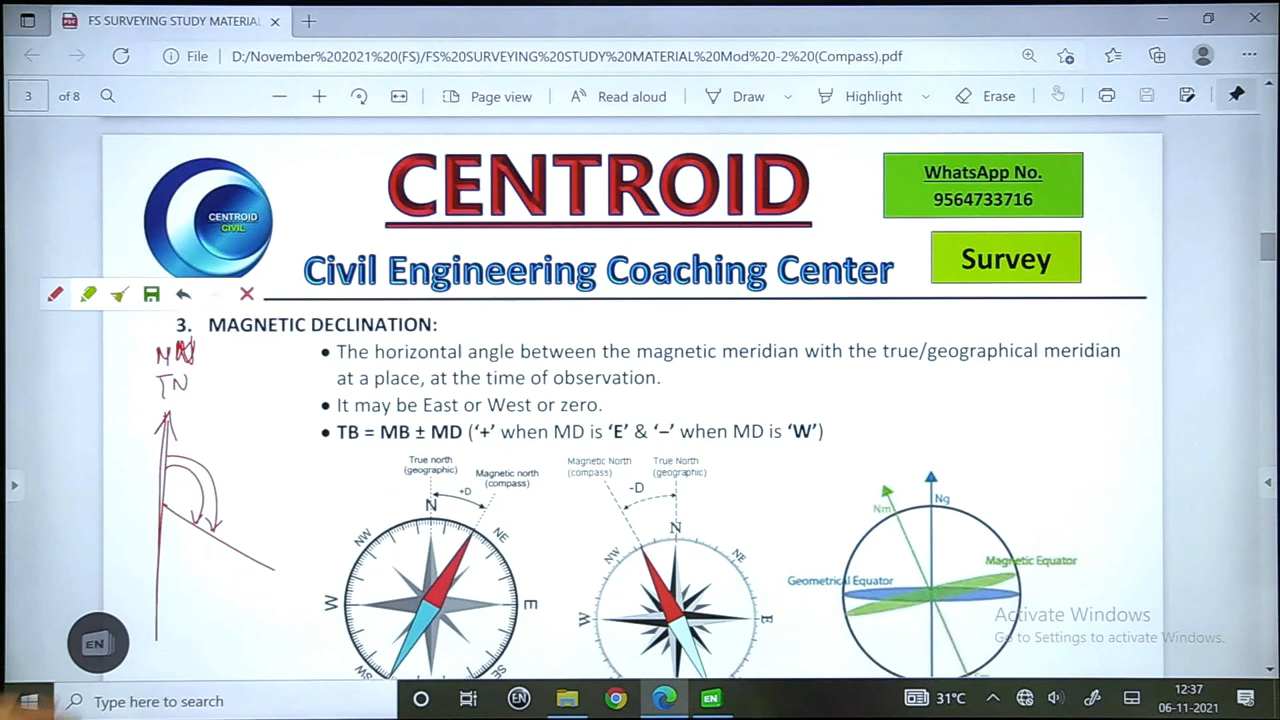 FS SURVEYING STUDY MATERIAL
File
D:/November%202021%20(FS)/FS%20SURVEYING%20STUDY%20MATERIAL%20Mod%20-2%20(Compass).pdf
3 of 8
Page view
Read aloud
Draw
Highlight
Erase
CENTROID
CENTROID
CIVIL
WhatsApp No.
9564733716
Civil Engineering Coaching Center
Survey
3. MAGNETIC DECLINATION:
• The horizontal angle between the magnetic meridian with the true/geographical meridian
at a place, at the time of observation.
• It may be East or West or zero.
• TB = MB ± MD ('+' when MD is 'E' & '–' when MD is 'W')
TN
True north
(geographic)
Magnetic north
(compass)
+D
N
NW
NE
W
E
SW
SE
Magnetic North
(compass)
True North
(geographic)
-D
N
NW
NE
W
E
Nm
Ng
Magnetic Equator
Geometrical Equator
Activate Windows
Go to Settings to activate Windows.
EN
Type here to search
EN
EN
31°C
12:37
06-11-2021